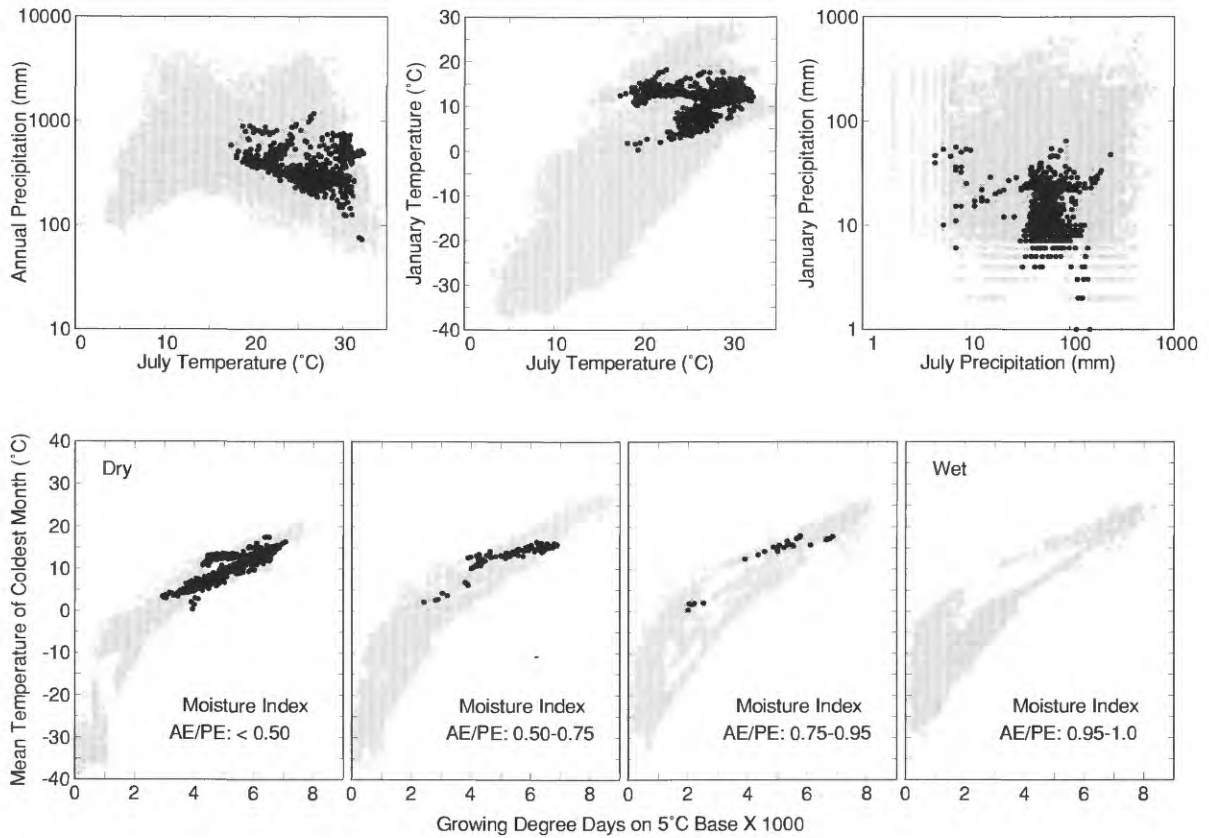 Annual Precipitation (mm)
10000
1000
100
10
0 10 20 30
July Temperature (°C)
January Temperature (°C)
30
20
10
0
-10
-20
-30
-40
0 10 20 30
July Temperature (°C)
January Precipitation (mm)
1000
100
10
1
1 10 100 1000
July Precipitation (mm)
Mean Temperature of Coldest Month (°C)
40
30
20
10
0
-10
-20
-30
-40
Dry
Moisture Index
AE/PE: < 0.50
0 2 4 6 8
Moisture Index
AE/PE: 0.50-0.75
0 2 4 6 8
Moisture Index
AE/PE: 0.75-0.95
0 2 4 6 8
Wet
Moisture Index
AE/PE: 0.95-1.0
0 2 4 6 8
Growing Degree Days on 5°C Base X 1000